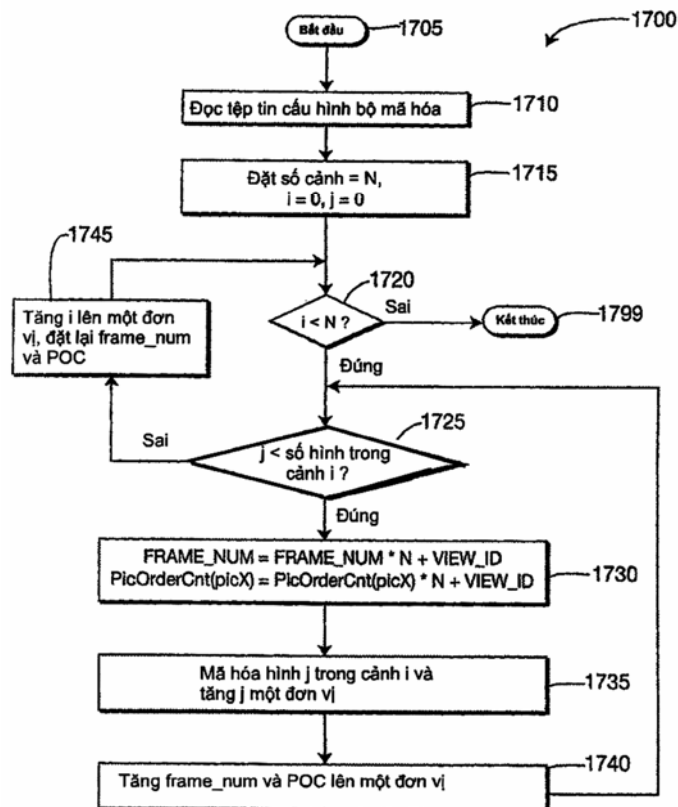 1700
Bắt đầu
1705
Đọc tệp tin cấu hình bộ mã hóa
1710
Đặt số cảnh = N,
i = 0, j = 0
1715
1745
Tăng i lên một đơn
vị, đặt lại frame_num
và POC
1720
i < N ?
Sai
Kết thúc
1799
Đúng
1725
j < số hình trong
cảnh i ?
Sai
Đúng
FRAME_NUM = FRAME_NUM * N + VIEW_ID
PicOrderCnt(picX) = PicOrderCnt(picX) * N + VIEW_ID
1730
Mã hóa hình j trong cảnh i và
tăng j một đơn vị
1735
1740
Tăng frame_num và POC lên một đơn vị